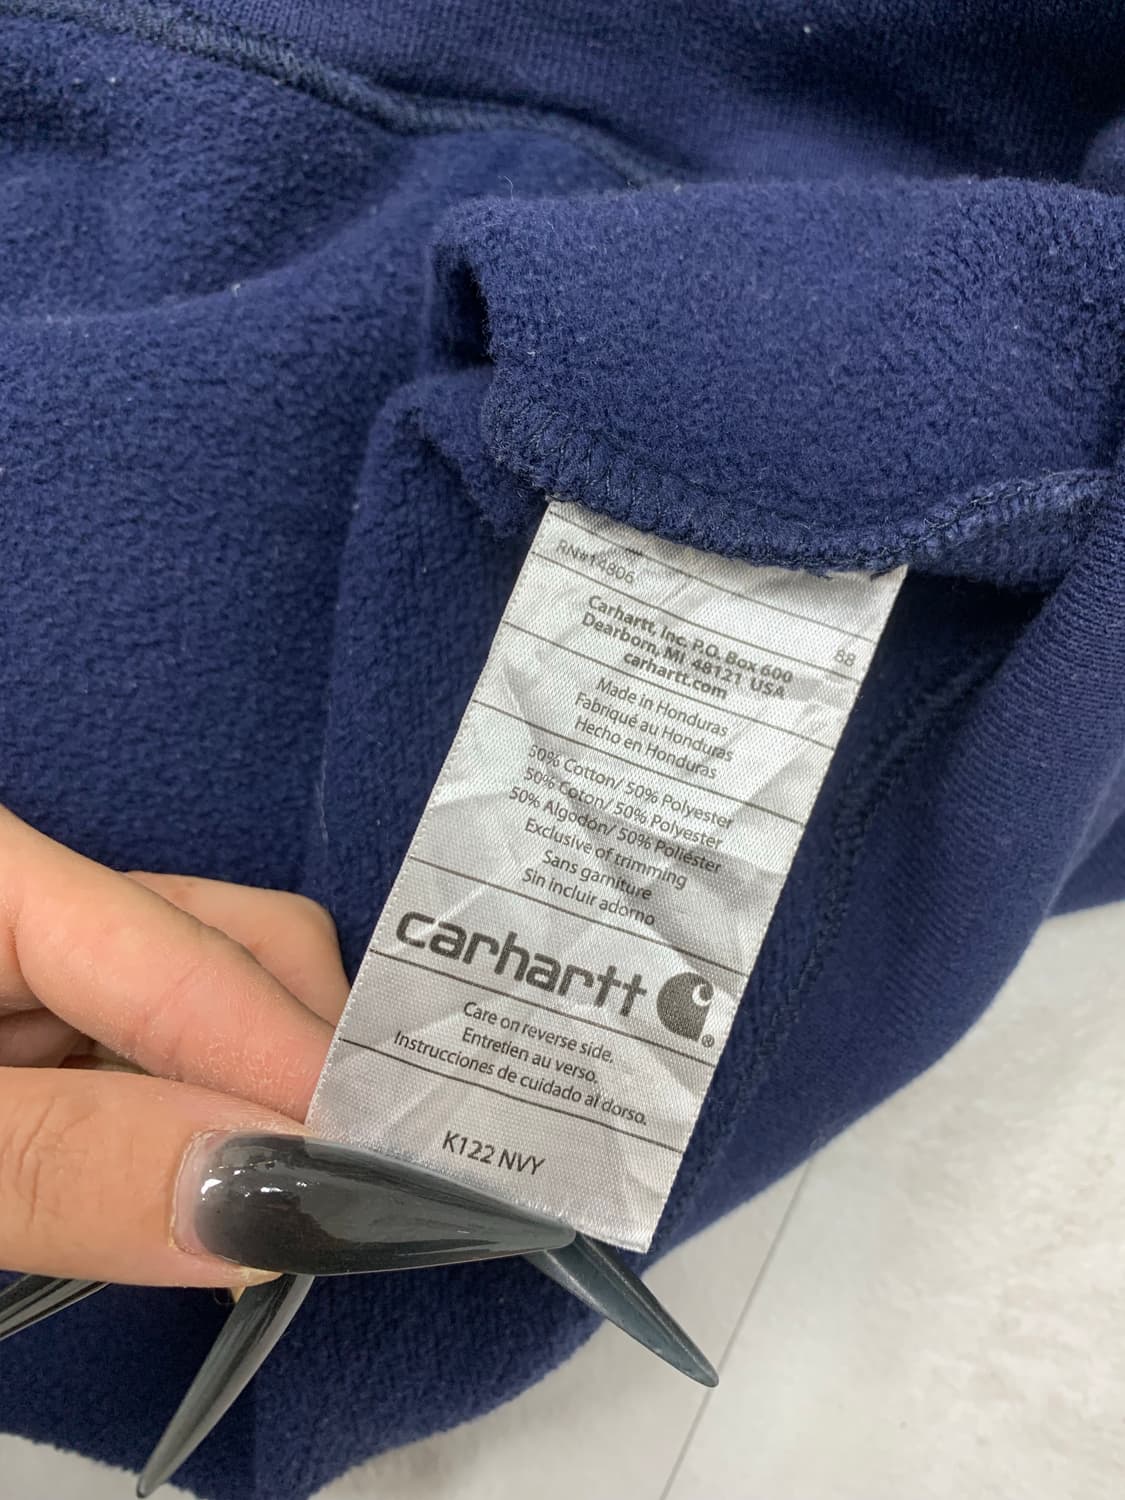 RN#14806
88
Carhartt, Inc. P.O. Box 600
Dearborn, MI 48121 USA
carhartt.com
Made in Honduras
Fabriqué au Honduras
Hecho en Honduras
50% Cotton/ 50% Polyester
50% Coton/ 50% Polyester
50% Algodón/ 50% Poliéster
Exclusive of trimming
Sans garniture
Sin incluir adorno
carhartt ®
Care on reverse side.
Entretien au verso.
Instrucciones de cuidado al dorso.
K122 NVY